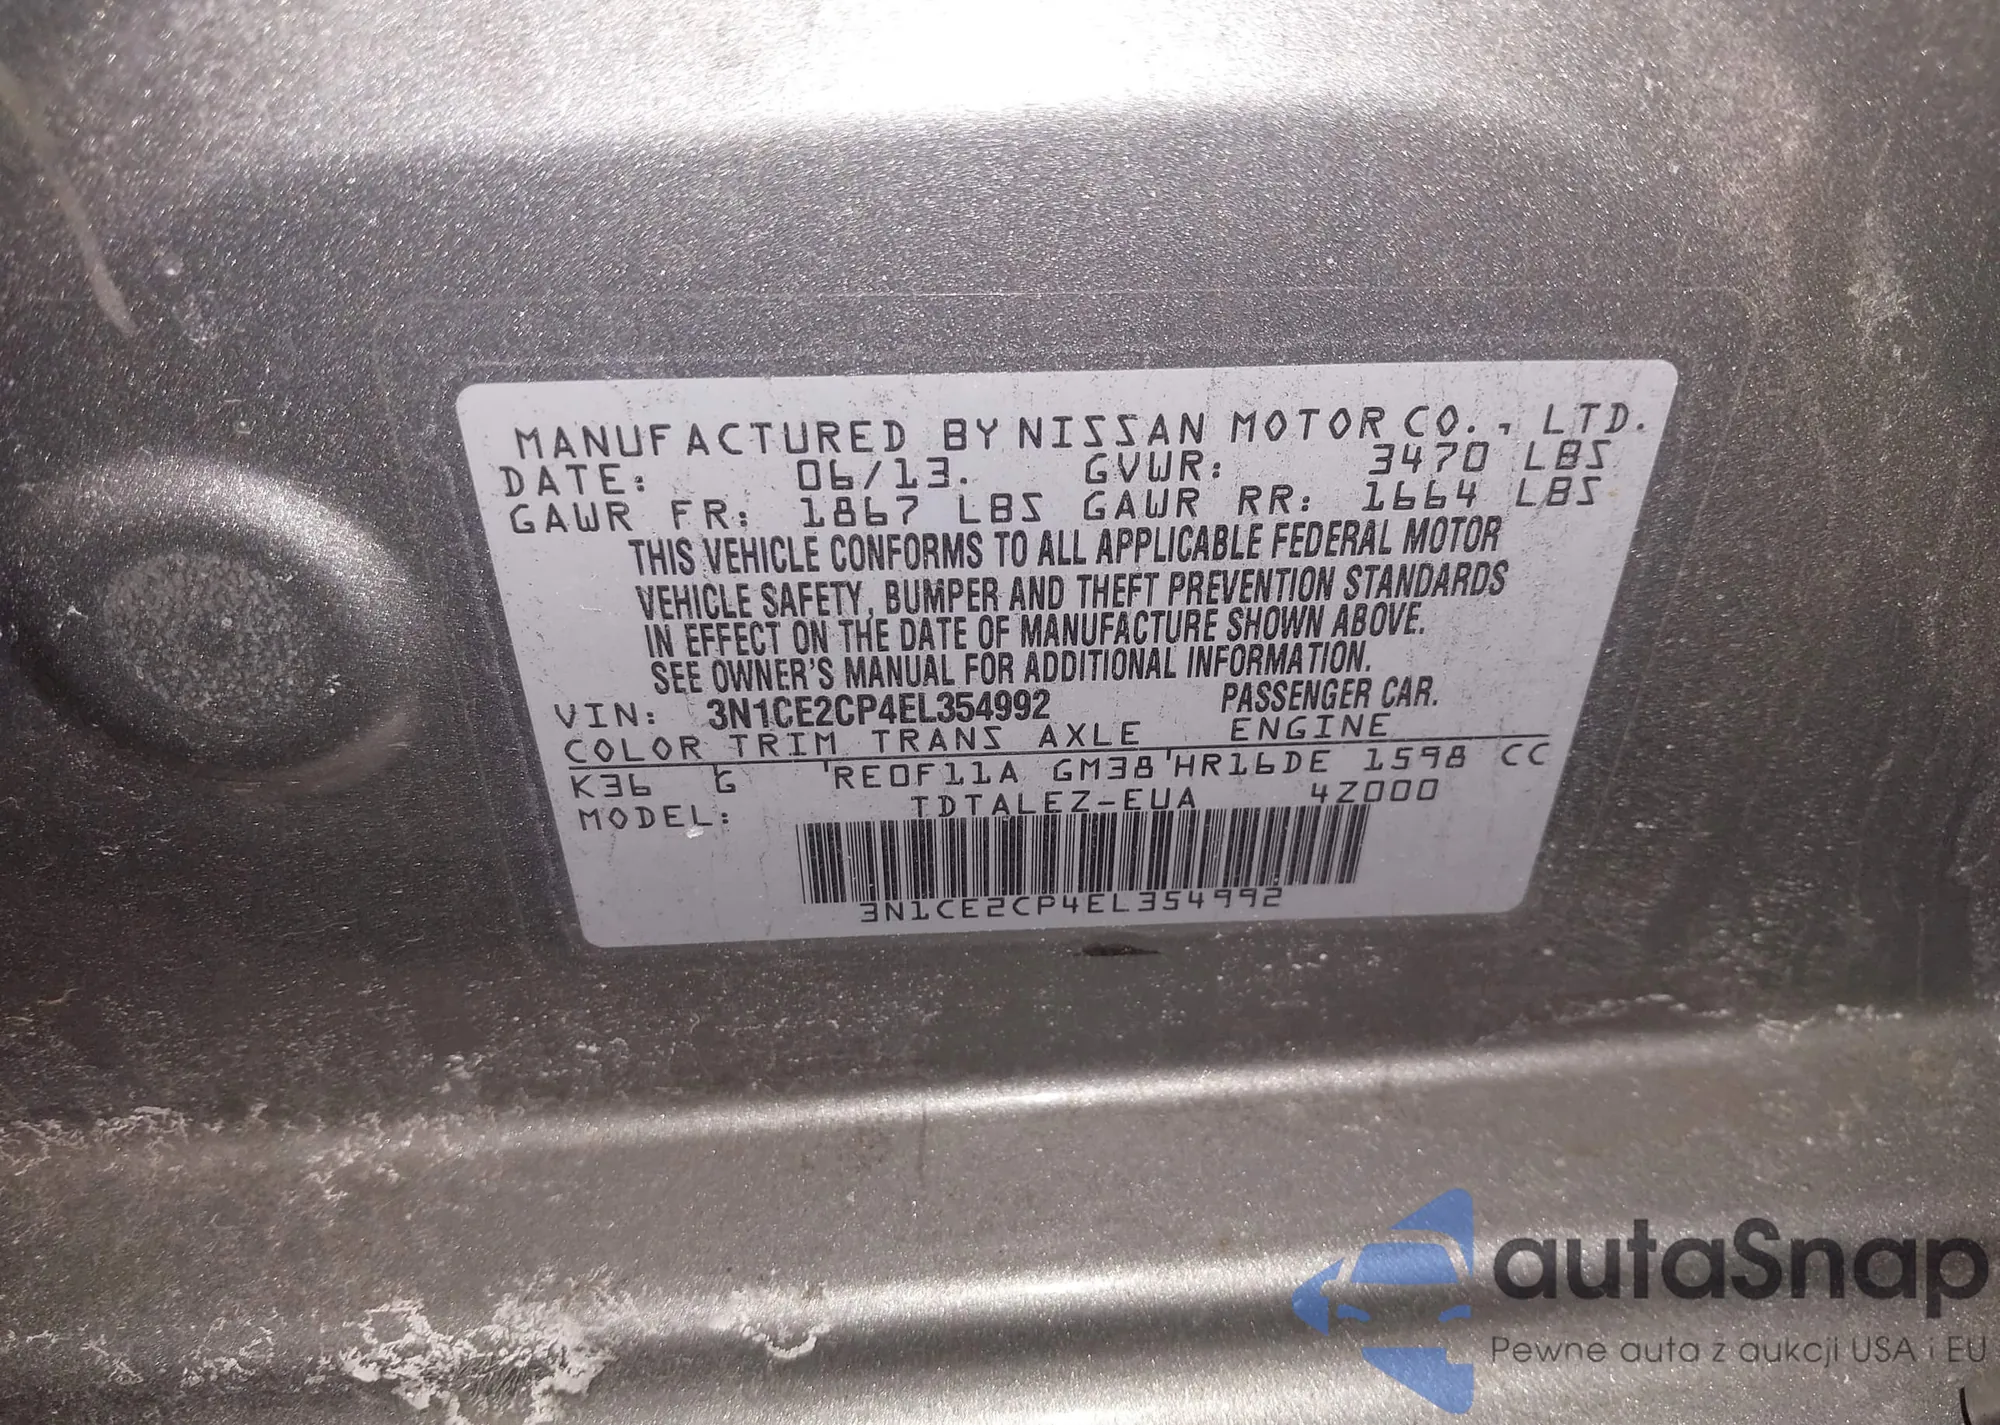 MANUFACTURED BY NISSAN MOTOR CO., LTD.
DATE: 06/13. GVWR: 3470 LBS
GAWR FR: 1867 LBS GAWR RR: 1664 LBS
THIS VEHICLE CONFORMS TO ALL APPLICABLE FEDERAL MOTOR
VEHICLE SAFETY, BUMPER AND THEFT PREVENTION STANDARDS
IN EFFECT ON THE DATE OF MANUFACTURE SHOWN ABOVE.
SEE OWNER'S MANUAL FOR ADDITIONAL INFORMATION.
VIN: 3N1CE2CP4EL354992 PASSENGER CAR.
COLOR TRIM TRANS AXLE ENGINE
K36 G RE0F11A GM38 HR16DE 1598 CC
MODEL: TDTALEZ-EUA 4Z000
3N1CE2CP4EL354992
autaSnap
Pewne auta z aukcji USA i EU